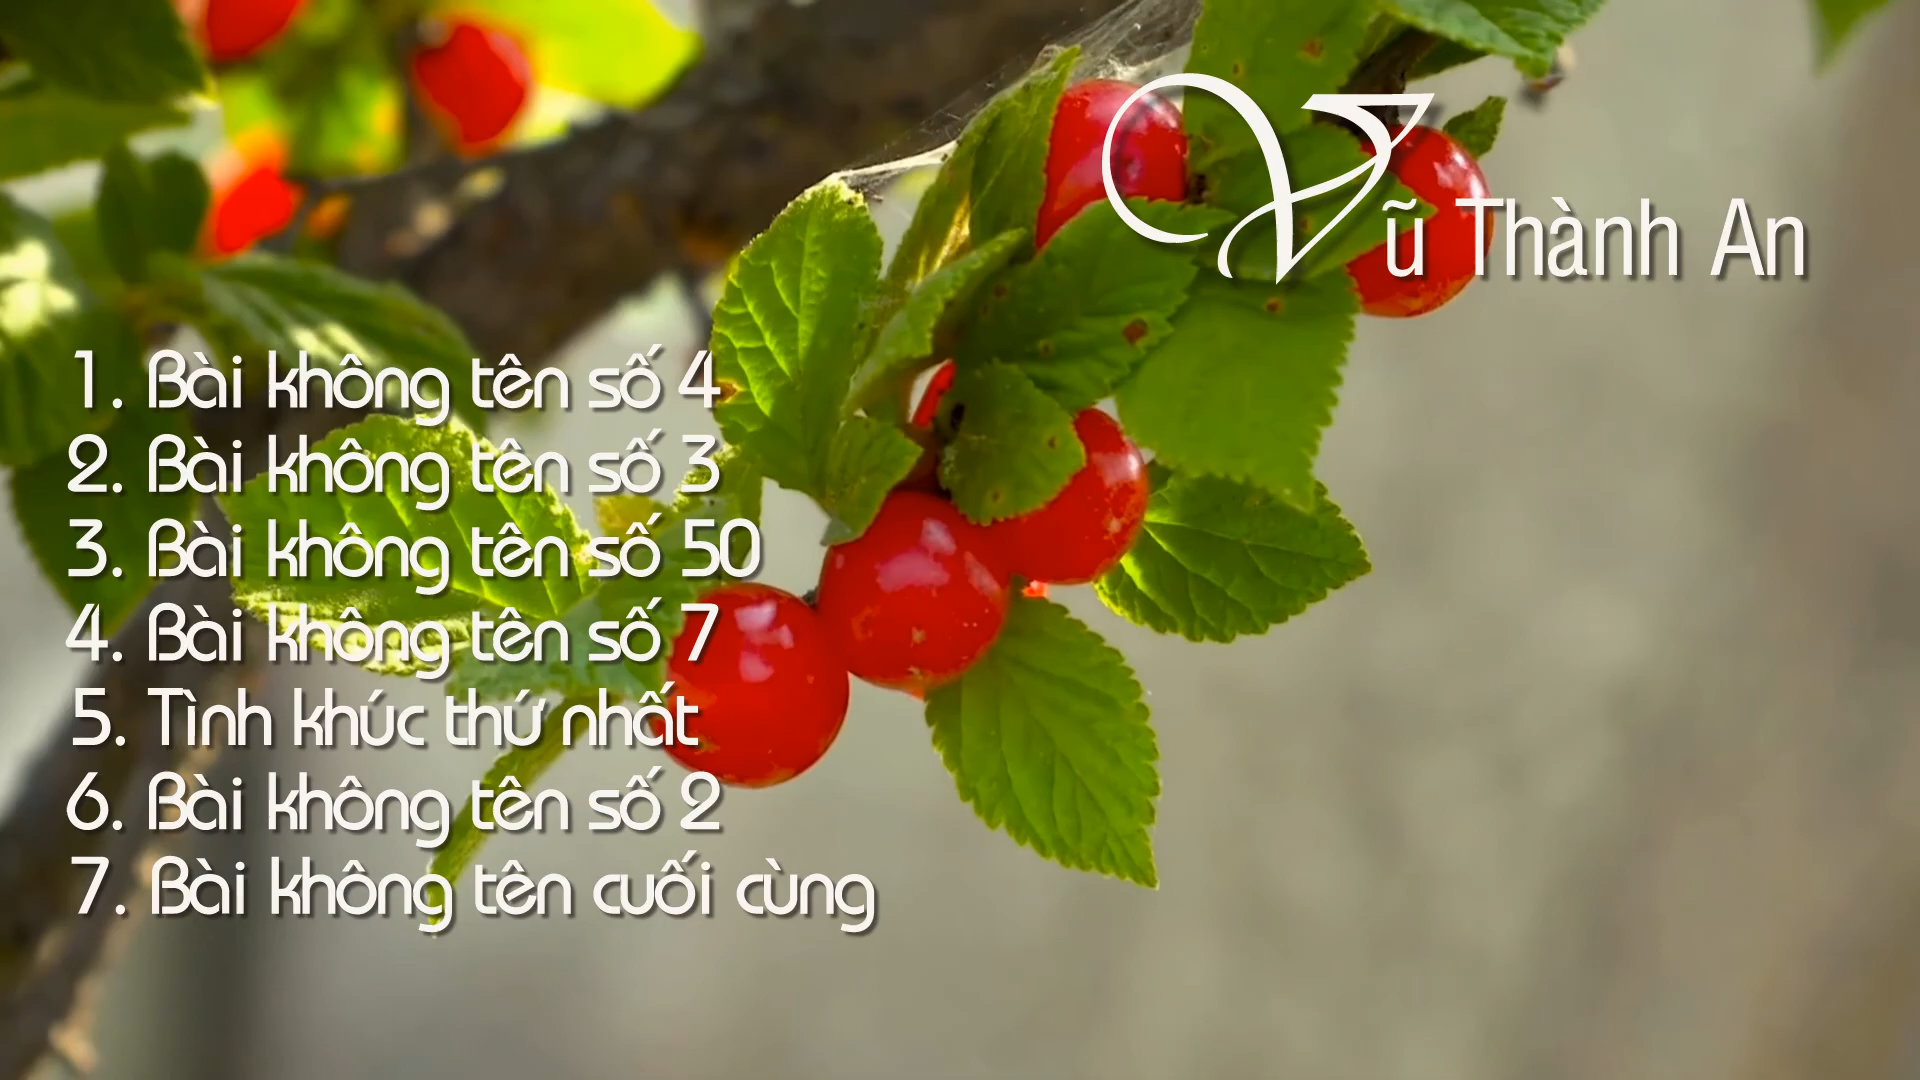 Vũ Thành An
1. Bài không tên số 4
2. Bài không tên số 3
3. Bài không tên số 50
4. Bài không tên số 7
5. Tình khúc thứ nhất
6. Bài không tên số 2
7. Bài không tên cuối cùng